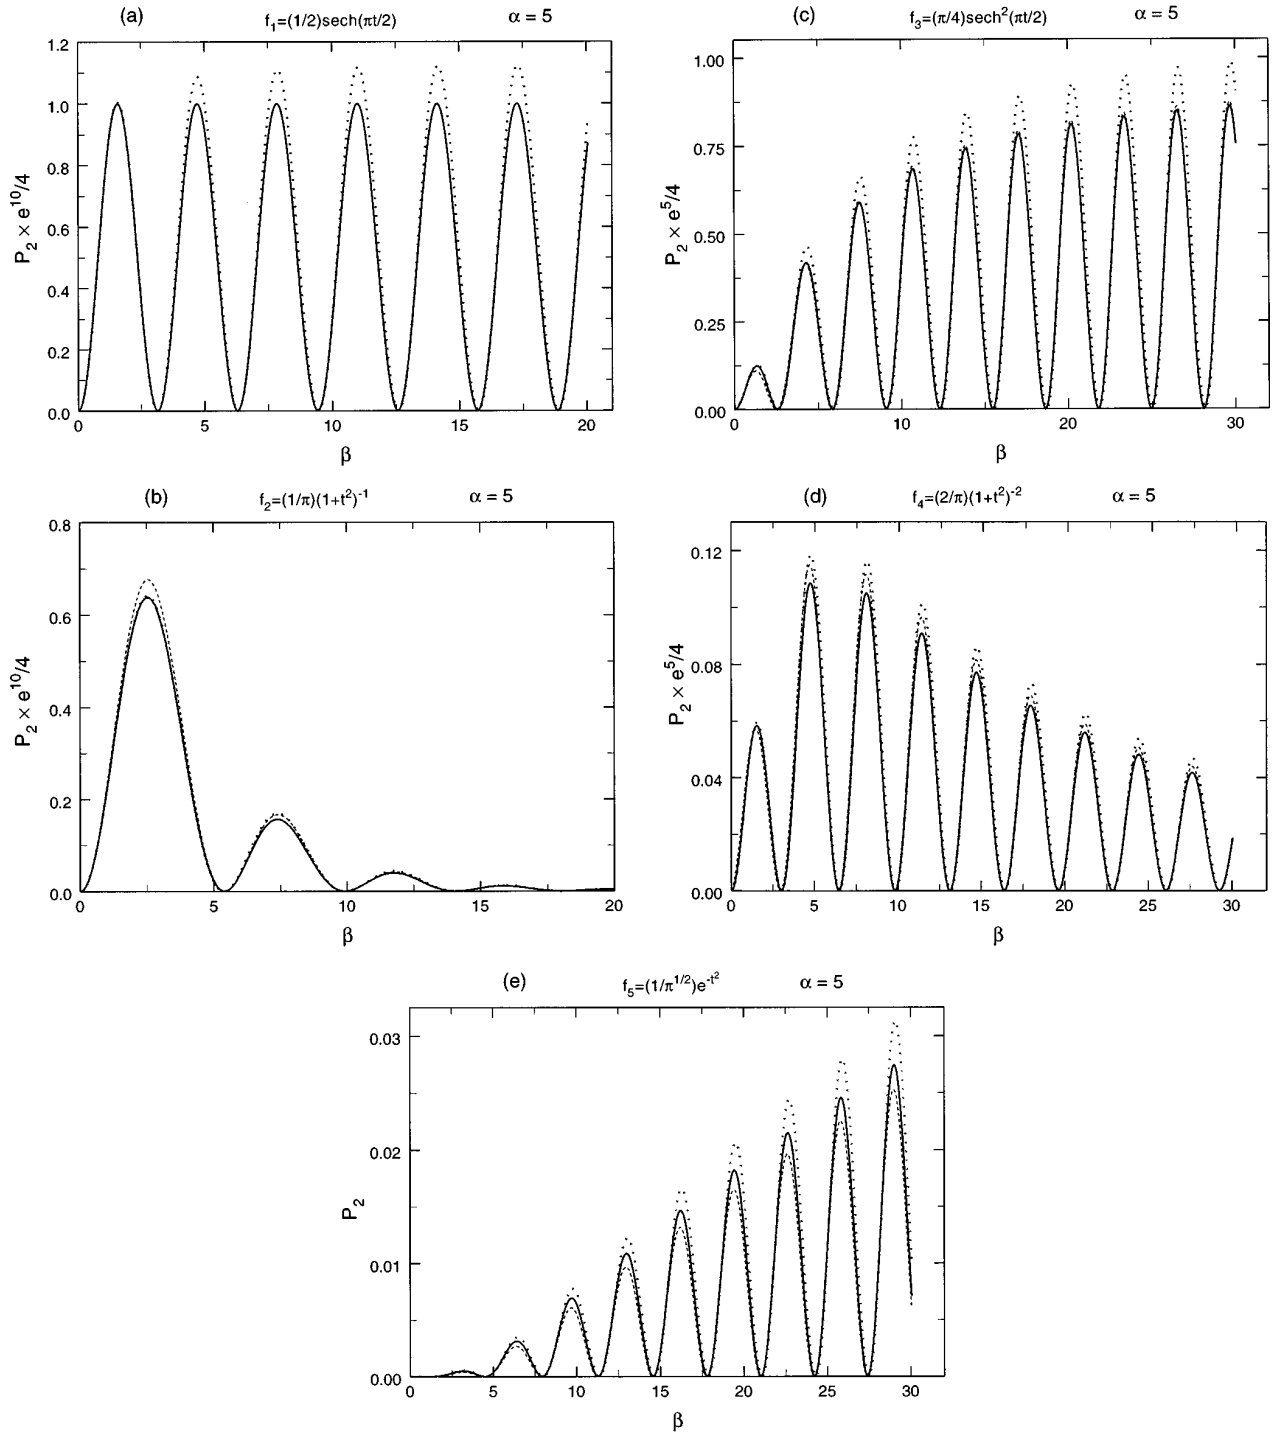 (a) f₁=(1/2)sech(πt/2) α = 5
1.2
1.0
0.8
0.6
0.4
0.2
0.0
P₂ × e¹⁰/4
0 5 10 15 20
β
(c) f₃=(π/4)sech²(πt/2) α = 5
1.00
0.75
0.50
0.25
0.00
P₂ × e⁵/4
0 10 20 30
β
(b) f₂=(1/π)(1+t²)⁻¹ α = 5
0.8
0.6
0.4
0.2
0.0
P₂ × e¹⁰/4
0 5 10 15 20
β
(d) f₄=(2/π)(1+t²)⁻² α = 5
0.12
0.08
0.04
0.00
P₂ × e⁵/4
0 5 10 15 20 25 30
β
(e) f₅=(1/π¹ᐟ²)e^-t² α = 5
0.03
0.02
0.01
0.00
P₂
0 5 10 15 20 25 30
β